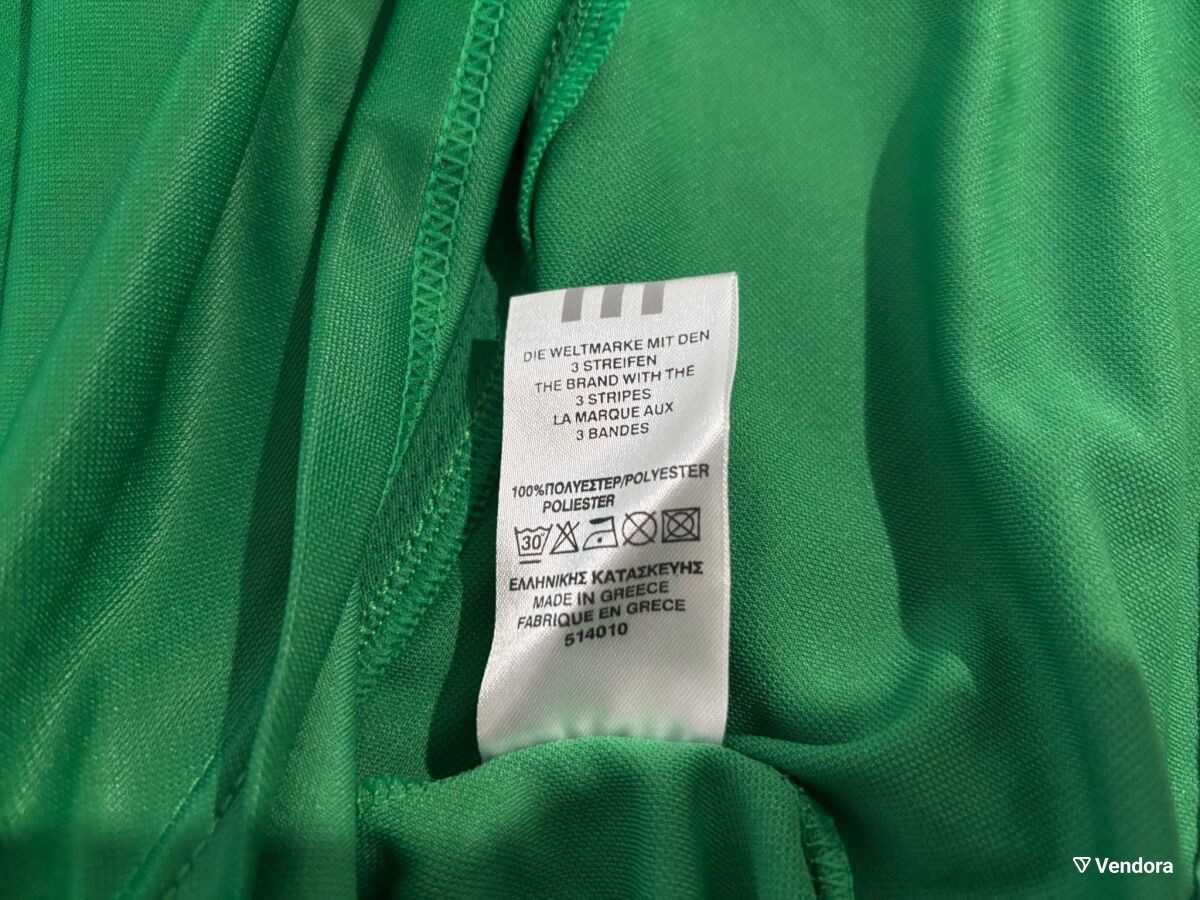 DIE WELTMARKE MIT DEN
3 STREIFEN
THE BRAND WITH THE
3 STRIPES
LA MARQUE AUX
3 BANDES
100%ΠΟΛΥΕΣΤΕΡ/POLYESTER
POLIESTER
30°
ΕΛΛΗΝΙΚΗΣ ΚΑΤΑΣΚΕΥΗΣ
MADE IN GREECE
FABRIQUE EN GRECE
514010
Vendora